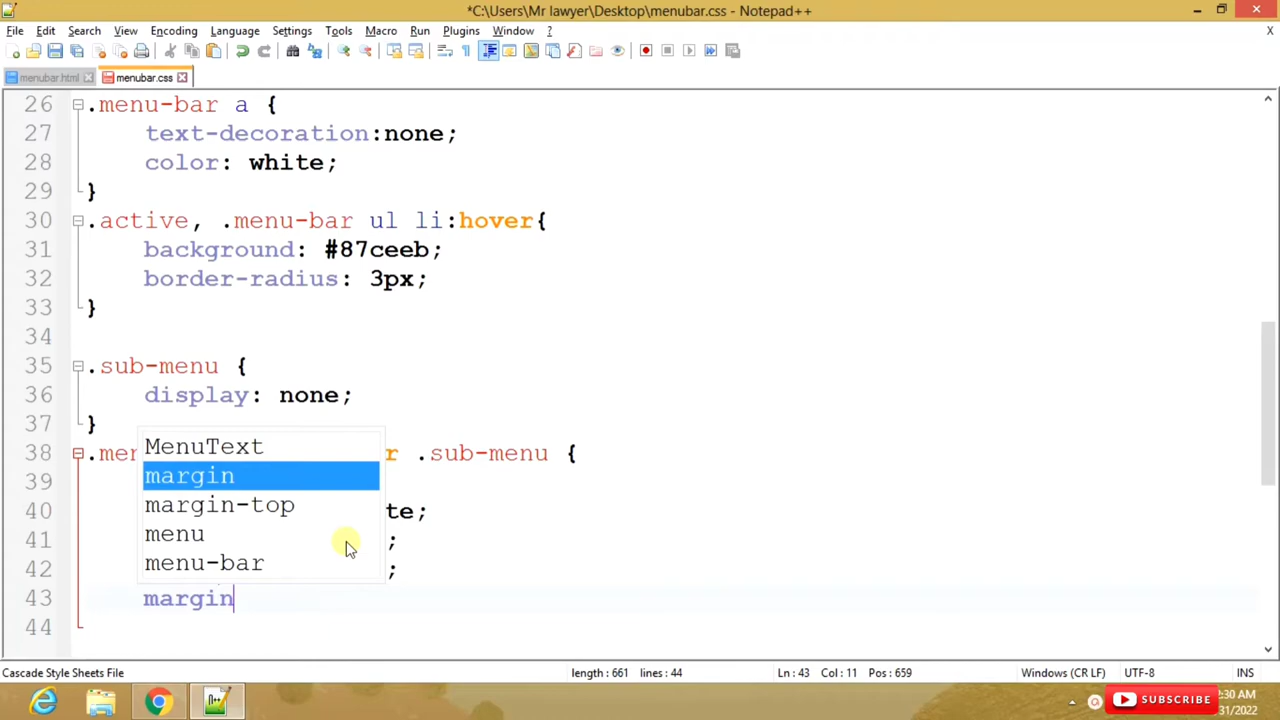 *C:\Users\Mr lawyer\Desktop\menubar.css - Notepad++
File Edit Search View Encoding Language Settings Tools Macro Run Plugins Window ? X
menubar.html menubar.css
26 .menu-bar a {
27 text-decoration:none;
28 color: white;
29 }
30 .active, .menu-bar ul li:hover{
31 background: #87ceeb;
32 border-radius: 3px;
33 }
34
35 .sub-menu {
36 display: none;
37 }
38 .me r .sub-menu {
MenuText
39
margin
40 te;
margin-top
41 ;
menu
42 ;
menu-bar
43 margin
44
Cascade Style Sheets File length : 661 lines : 44 Ln : 43 Col : 11 Pos : 659 Windows (CR LF) UTF-8 INS
:30 AM
SUBSCRIBE
/31/2022